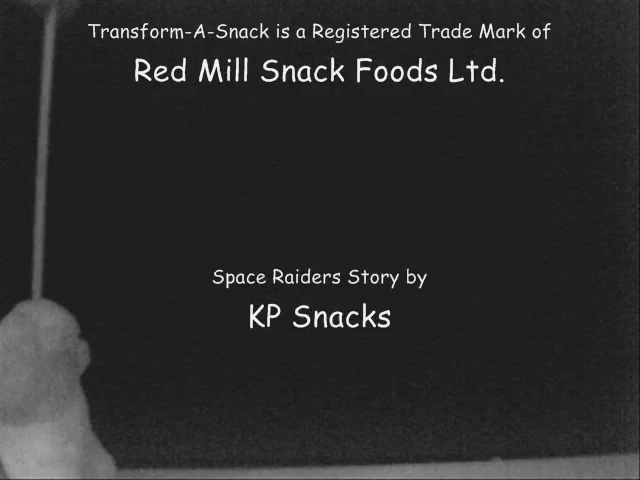 Transform-A-Snack is a Registered Trade Mark of
Red Mill Snack Foods Ltd.
Space Raiders Story by
KP Snacks